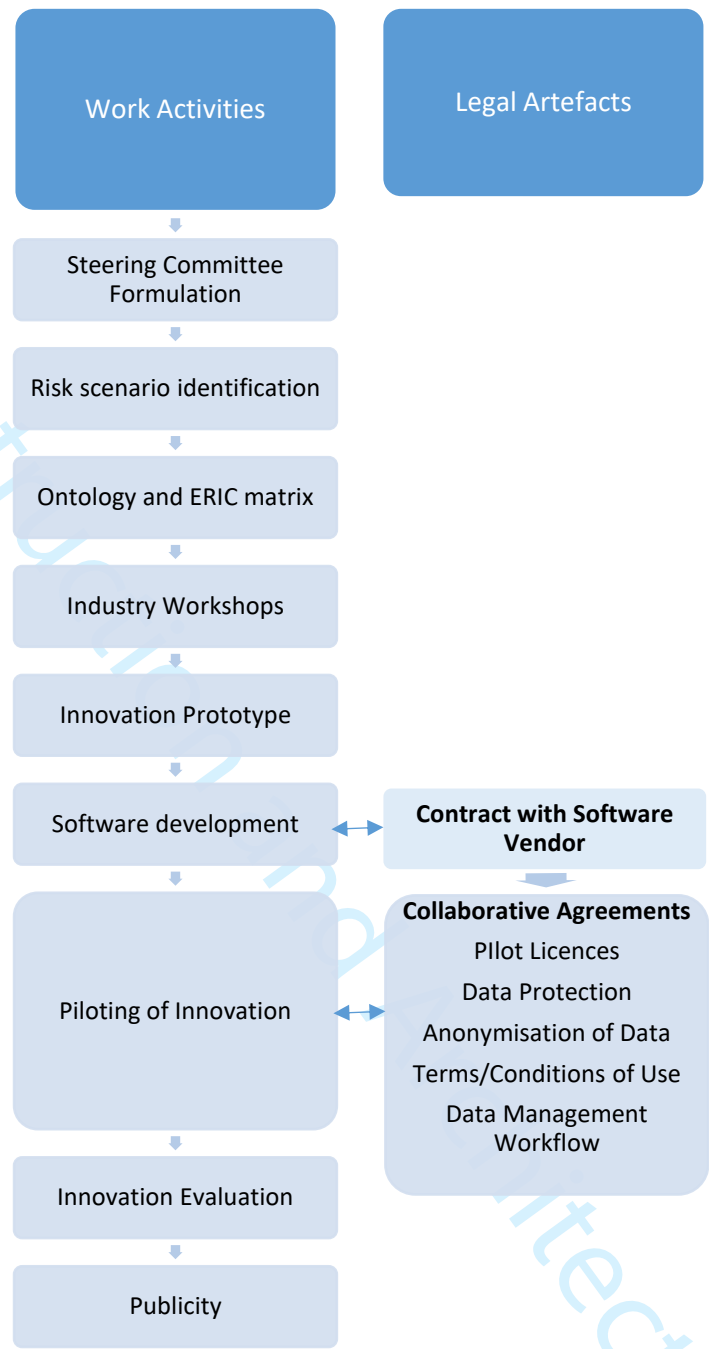 Work Activities
Legal Artefacts
Steering Committee
Formulation
Risk scenario identification
Ontology and ERIC matrix
Industry Workshops
Innovation Prototype
Software development
Contract with Software
Vendor
Piloting of Innovation
Collaborative Agreements
PIlot Licences
Data Protection
Anonymisation of Data
Terms/Conditions of Use
Data Management
Workflow
Innovation Evaluation
Publicity